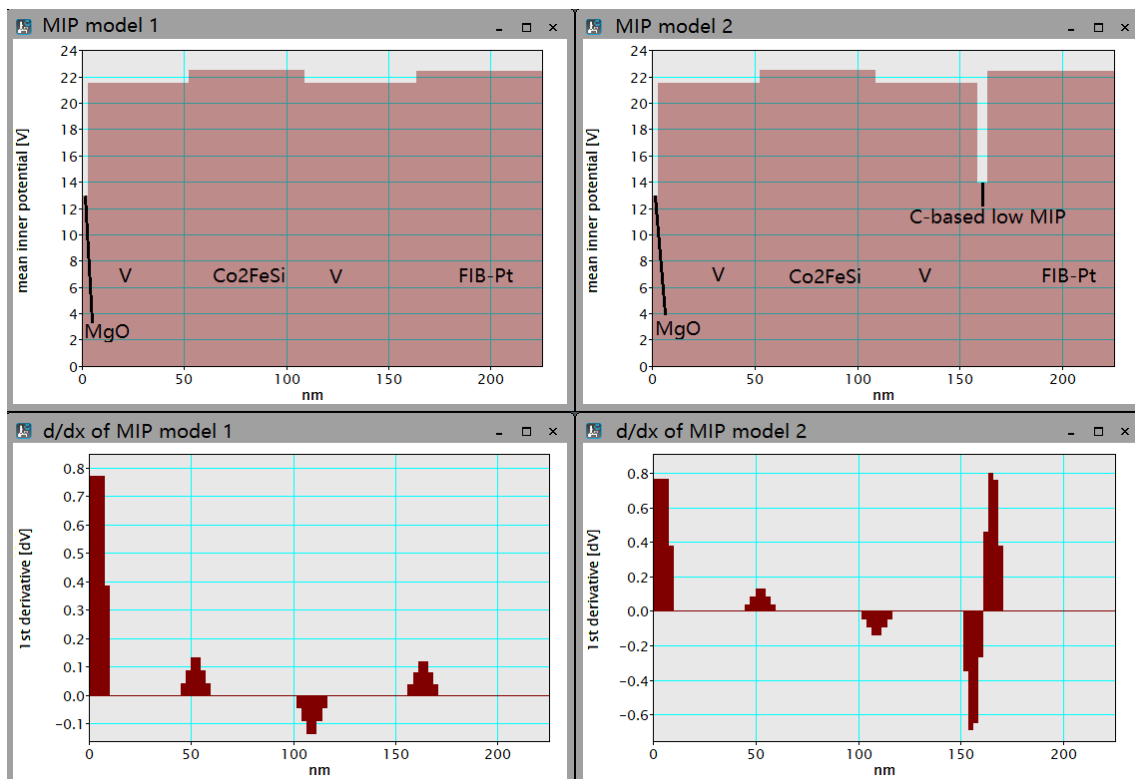 MIP model 1
24
22
20
18
16
14
12
10
8
6
4
2
0
mean inner potential [V]
V
Co2FeSi
V
FIB-Pt
MgO
0
50
100
150
200
nm
MIP model 2
24
22
20
18
16
14
12
10
8
6
4
2
0
mean inner potential [V]
C-based low MIP
V
Co2FeSi
V
FIB-Pt
MgO
0
50
100
150
200
nm
d/dx of MIP model 1
0.8
0.7
0.6
0.5
0.4
0.3
0.2
0.1
0.0
−0.1
1st derivative [dV]
0
50
100
150
200
nm
d/dx of MIP model 2
0.8
0.6
0.4
0.2
0.0
−0.2
−0.4
−0.6
1st derivative [dV]
0
50
100
150
200
nm